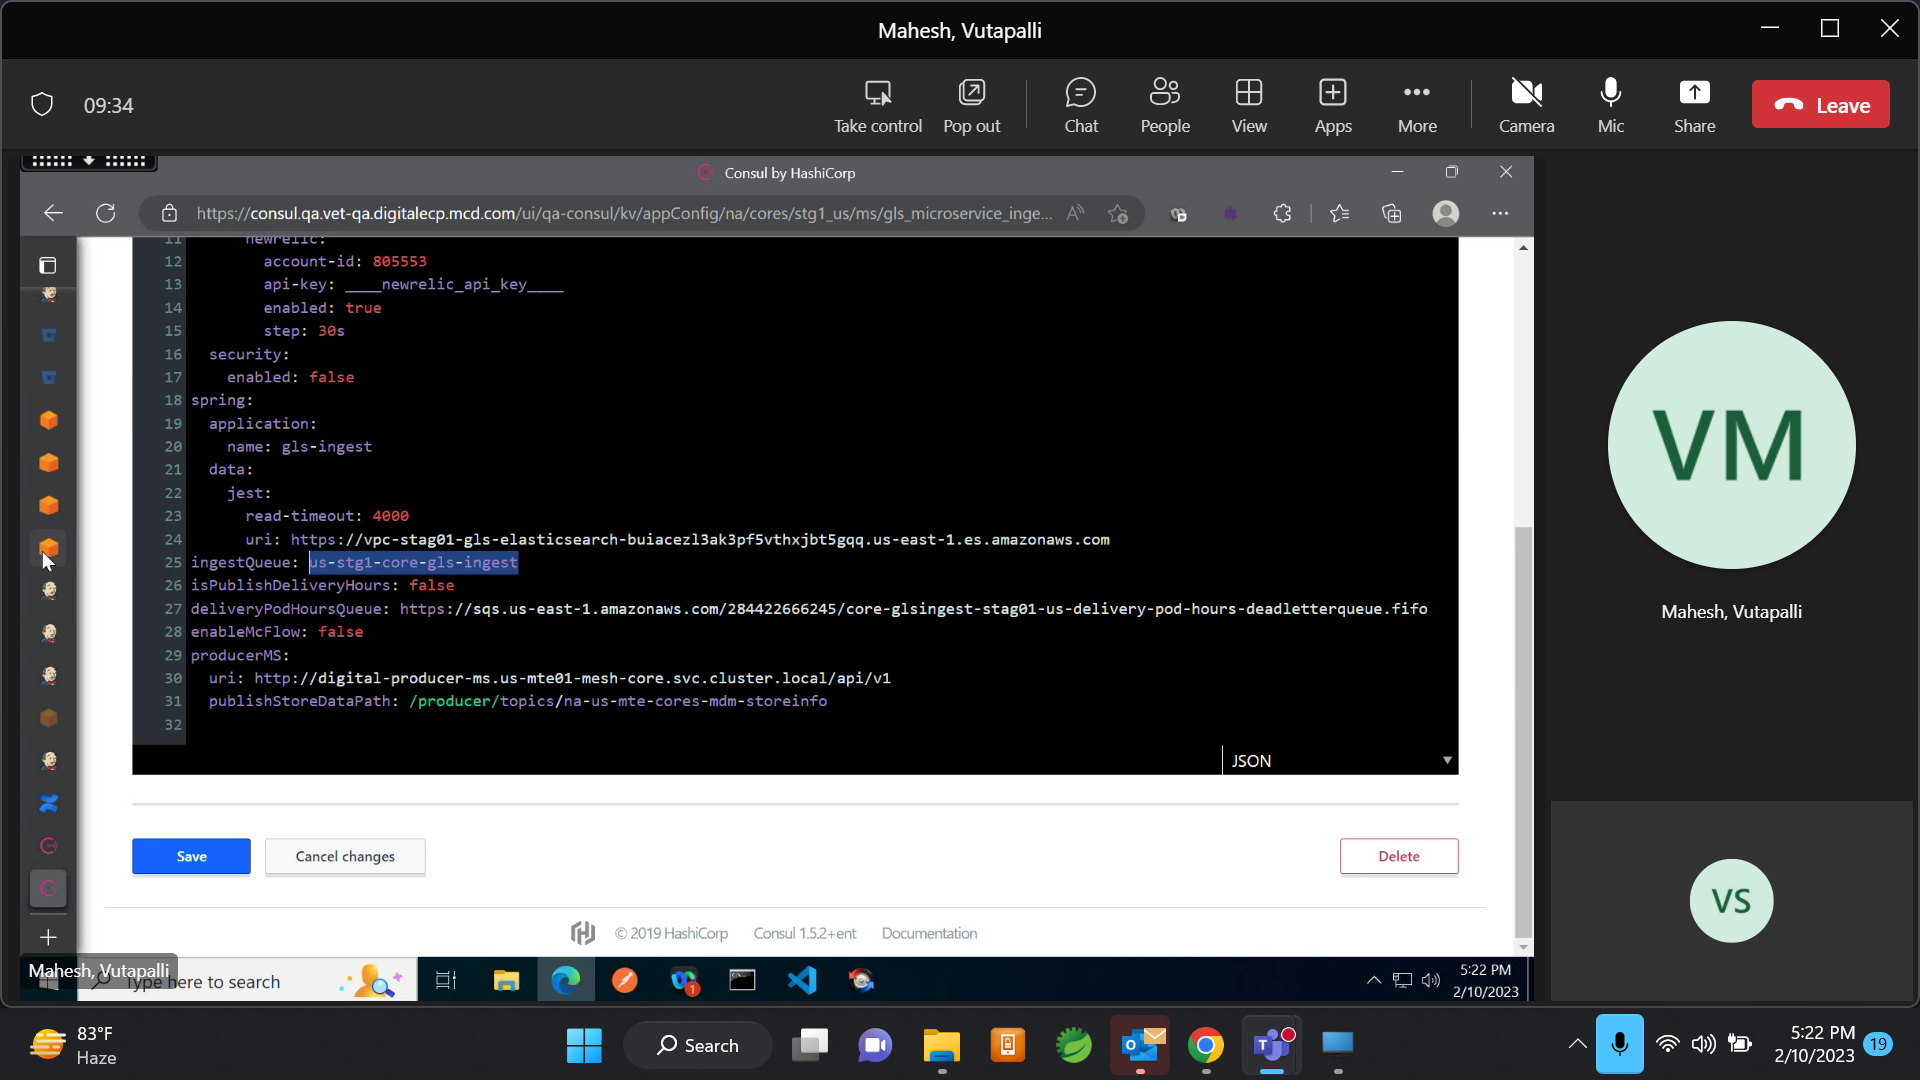 Mahesh, Vutapalli
09:34
Take control
Pop out
Chat
People
View
Apps
More
Camera
Mic
Share
Leave
Consul by HashiCorp
https://consul.qa.vet-qa.digitalecp.mcd.com/ui/qa-consul/kv/appConfig/na/cores/stg1_us/ms/gls_microservice_inge...
11 newrelic:
12 account-id: 805553
13 api-key: ____newrelic_api_key____
14 enabled: true
15 step: 30s
16 security:
17 enabled: false
18 spring:
19 application:
20 name: gls-ingest
21 data:
22 jest:
23 read-timeout: 4000
24 uri: https://vpc-stag01-gls-elasticsearch-buiacezl3ak3pf5vthxjbt5gqq.us-east-1.es.amazonaws.com
25 ingestQueue: us-stg1-core-gls-ingest
26 isPublishDeliveryHours: false
27 deliveryPodHoursQueue: https://sqs.us-east-1.amazonaws.com/284422666245/core-glsingest-stag01-us-delivery-pod-hours-deadletterqueue.fifo
28 enableMcFlow: false
29 producerMS:
30 uri: http://digital-producer-ms.us-mte01-mesh-core.svc.cluster.local/api/v1
31 publishStoreDataPath: /producer/topics/na-us-mte-cores-mdm-storeinfo
32
JSON
Save
Cancel changes
Delete
© 2019 HashiCorp
Consul 1.5.2+ent
Documentation
VM
Mahesh, Vutapalli
VS
Mahesh, Vutapalli
Type here to search
1
5:22 PM
2/10/2023
83°F
Haze
Search
5:22 PM
2/10/2023
19